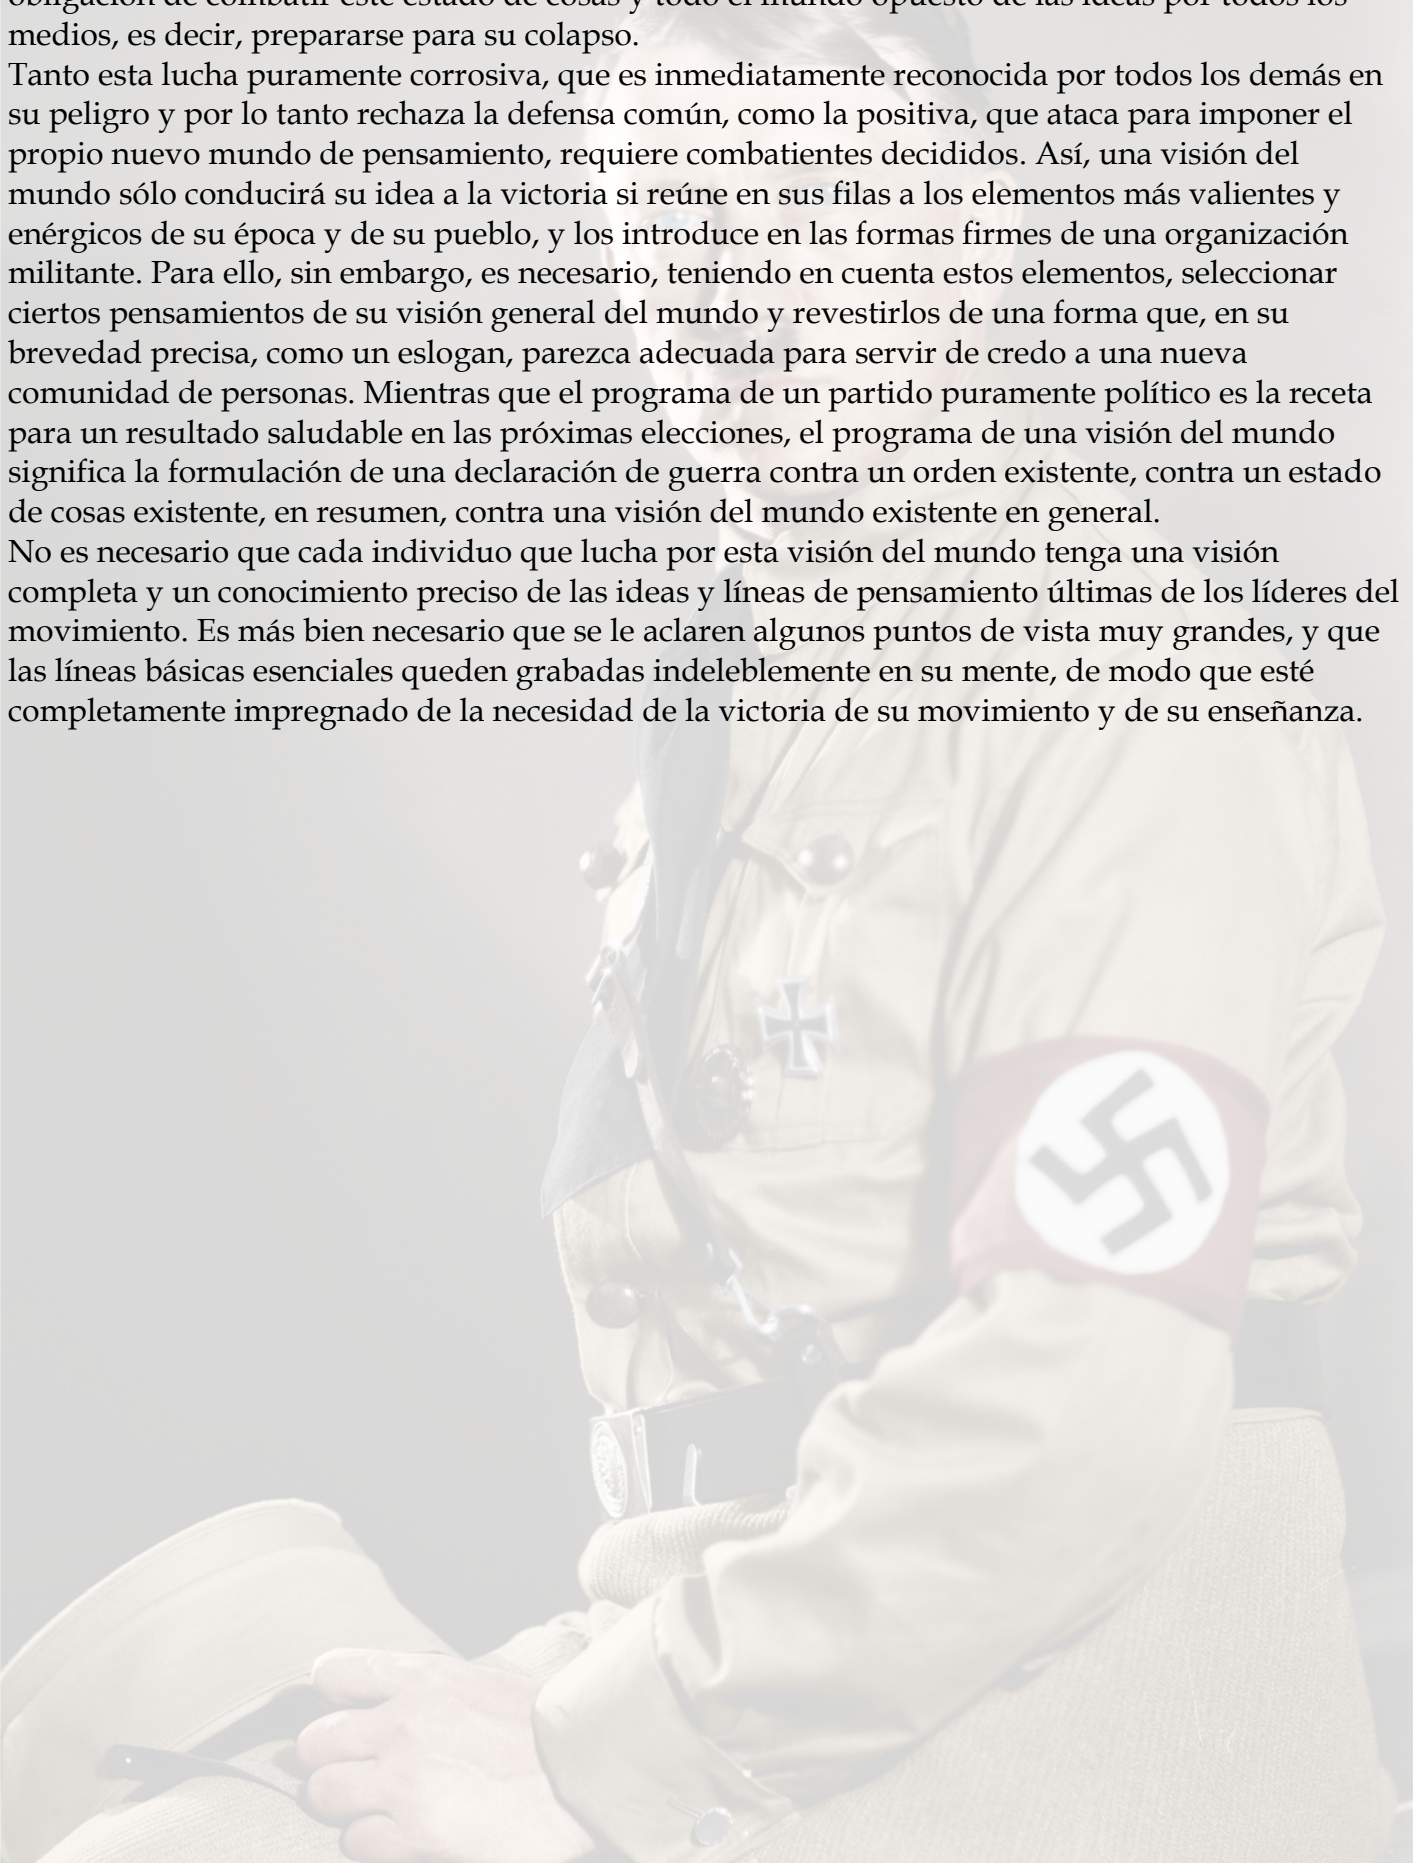 obligación de combatir este estado de cosas y todo el mundo opuesto de las ideas por todos los
medios, es decir, prepararse para su colapso.
Tanto esta lucha puramente corrosiva, que es inmediatamente reconocida por todos los demás en
su peligro y por lo tanto rechaza la defensa común, como la positiva, que ataca para imponer el
propio nuevo mundo de pensamiento, requiere combatientes decididos. Así, una visión del
mundo sólo conducirá su idea a la victoria si reúne en sus filas a los elementos más valientes y
enérgicos de su época y de su pueblo, y los introduce en las formas firmes de una organización
militante. Para ello, sin embargo, es necesario, teniendo en cuenta estos elementos, seleccionar
ciertos pensamientos de su visión general del mundo y revestirlos de una forma que, en su
brevedad precisa, como un eslogan, parezca adecuada para servir de credo a una nueva
comunidad de personas. Mientras que el programa de un partido puramente político es la receta
para un resultado saludable en las próximas elecciones, el programa de una visión del mundo
significa la formulación de una declaración de guerra contra un orden existente, contra un estado
de cosas existente, en resumen, contra una visión del mundo existente en general.
No es necesario que cada individuo que lucha por esta visión del mundo tenga una visión
completa y un conocimiento preciso de las ideas y líneas de pensamiento últimas de los líderes del
movimiento. Es más bien necesario que se le aclaren algunos puntos de vista muy grandes, y que
las líneas básicas esenciales queden grabadas indeleblemente en su mente, de modo que esté
completamente impregnado de la necesidad de la victoria de su movimiento y de su enseñanza.